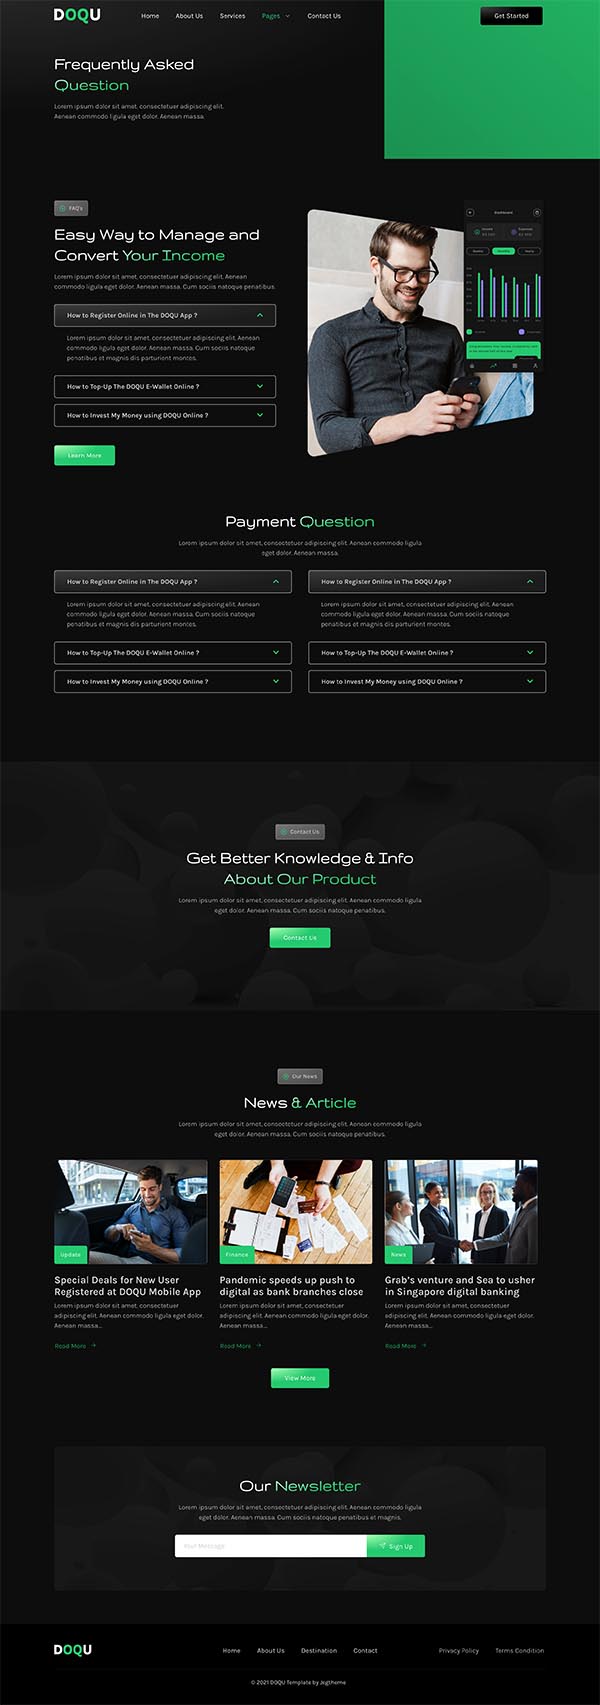 DOQU
Home
About Us
Services
Pages
Contact Us
Get Started
Frequently Asked
Question
Lorem ipsum dolor sit amet, consectetuer adipiscing elit.
Aenean commodo ligula eget dolor. Aenean massa.
FAQ's
Easy Way to Manage and
Convert Your Income
Lorem ipsum dolor sit amet, consectetuer adipiscing elit. Aenean
commodo ligula eget dolor. Aenean massa. Cum sociis natoque penatibus.
How to Register Online in The DOQU App ?
Lorem ipsum dolor sit amet, consectetuer adipiscing elit. Aenean
commodo ligula eget dolor. Aenean massa. Cum sociis natoque
penatibus et magnis dis parturient montes.
How to Top-Up The DOQU E-Wallet Online ?
How to Invest My Money using DOQU Online ?
Learn More
Dashboard
Income
Expenses
Payment Question
Lorem ipsum dolor sit amet, consectetuer adipiscing elit. Aenean commodo ligula
eget dolor. Aenean massa.
How to Register Online in The DOQU App ?
Lorem ipsum dolor sit amet, consectetuer adipiscing elit. Aenean
commodo ligula eget dolor. Aenean massa. Cum sociis natoque
penatibus et magnis dis parturient montes.
How to Top-Up The DOQU E-Wallet Online ?
How to Invest My Money using DOQU Online ?
How to Register Online in The DOQU App ?
Lorem ipsum dolor sit amet, consectetuer adipiscing elit. Aenean
commodo ligula eget dolor. Aenean massa. Cum sociis natoque
penatibus et magnis dis parturient montes.
How to Top-Up The DOQU E-Wallet Online ?
How to Invest My Money using DOQU Online ?
Contact Us
Get Better Knowledge & Info
About Our Product
Lorem ipsum dolor sit amet, consectetuer adipiscing elit. Aenean commodo ligula
eget dolor. Aenean massa. Cum sociis natoque penatibus.
Contact Us
Our News
News & Article
Lorem ipsum dolor sit amet, consectetuer adipiscing elit. Aenean commodo ligula
eget dolor. Aenean massa. Cum sociis natoque penatibus.
Update
Special Deals for New User
Registered at DOQU Mobile App
Lorem ipsum dolor sit amet, consectetuer
adipiscing elit. Aenean commodo ligula eget dolor.
Aenean massa...
Read More
Finance
Pandemic speeds up push to
digital as bank branches close
Lorem ipsum dolor sit amet, consectetuer
adipiscing elit. Aenean commodo ligula eget dolor.
Aenean massa...
Read More
News
Grab's venture and Sea to usher
in Singapore digital banking
Lorem ipsum dolor sit amet, consectetuer
adipiscing elit. Aenean commodo ligula eget dolor.
Aenean massa...
Read More
View More
Our Newsletter
Lorem ipsum dolor sit amet, consectetuer adipiscing elit. Aenean commodo ligula
eget dolor. Aenean massa. Cum sociis natoque penatibus et magnis.
Your Message
Sign Up
DOQU
Home
About Us
Destination
Contact
Privacy Policy
Terms Condition
© 2021 DOQU Template by Jegtheme